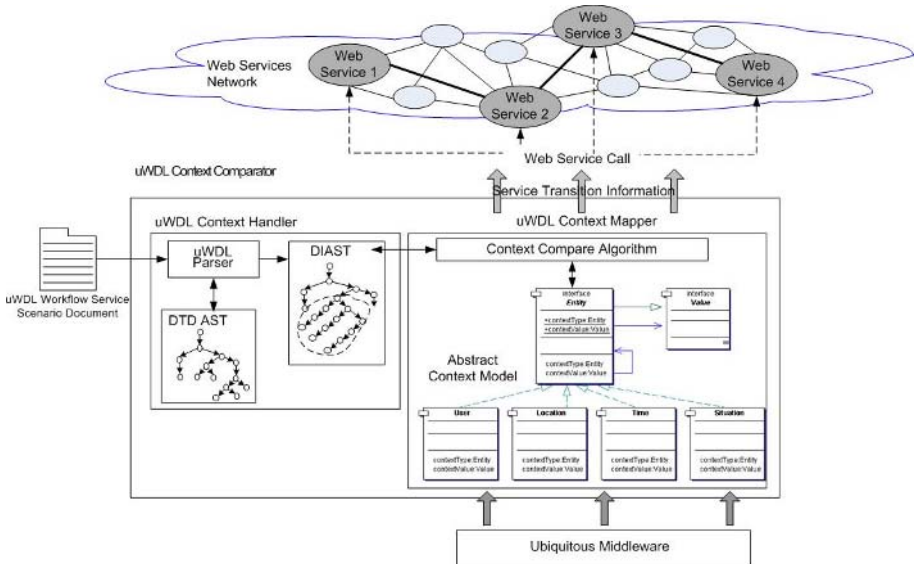 Web
Service 3
Web
Service 1
Web
Service 4
Web Services
Network
Web
Service 2
Web Service Call
uWDL Context Comparator
Service Transition Information
uWDL Context Handler
uWDL Context Mapper
uWDL
Parser
DIAST
Context Compare Algorithm
uWDL Workflow Service
Scenario Document
DTD AST
interface
Entity
+contextType:Entity
+contextValue:Value
contextType:Entity
contextValue:Value
interface
Value
Abstract
Context Model
User
contextType:Entity
contextValue:Value
Location
contextType:Entity
contextValue:Value
Time
contextType:Entity
contextValue:Value
Situation
contextType:Entity
contextValue:Value
Ubiquitous Middleware